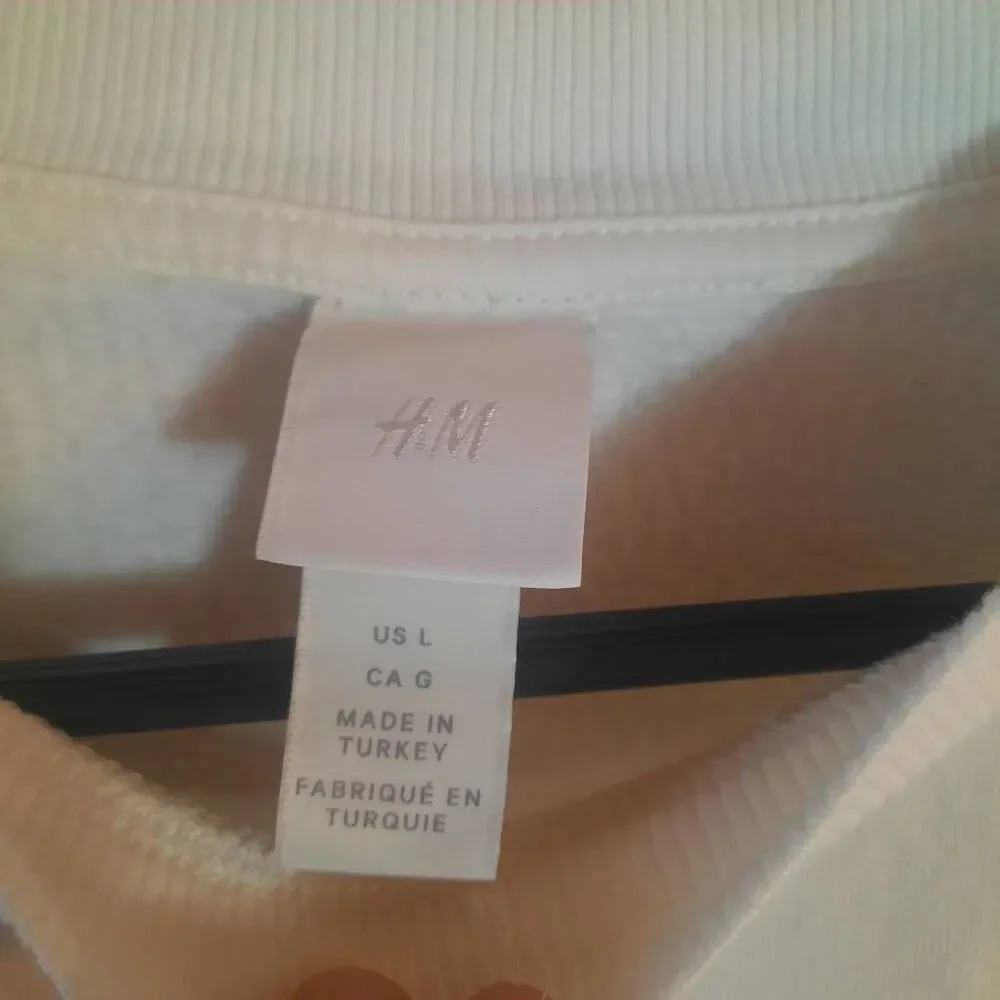 H&M
US L
CA G
MADE IN
TURKEY
FABRIQUÉ EN
TURQUIE